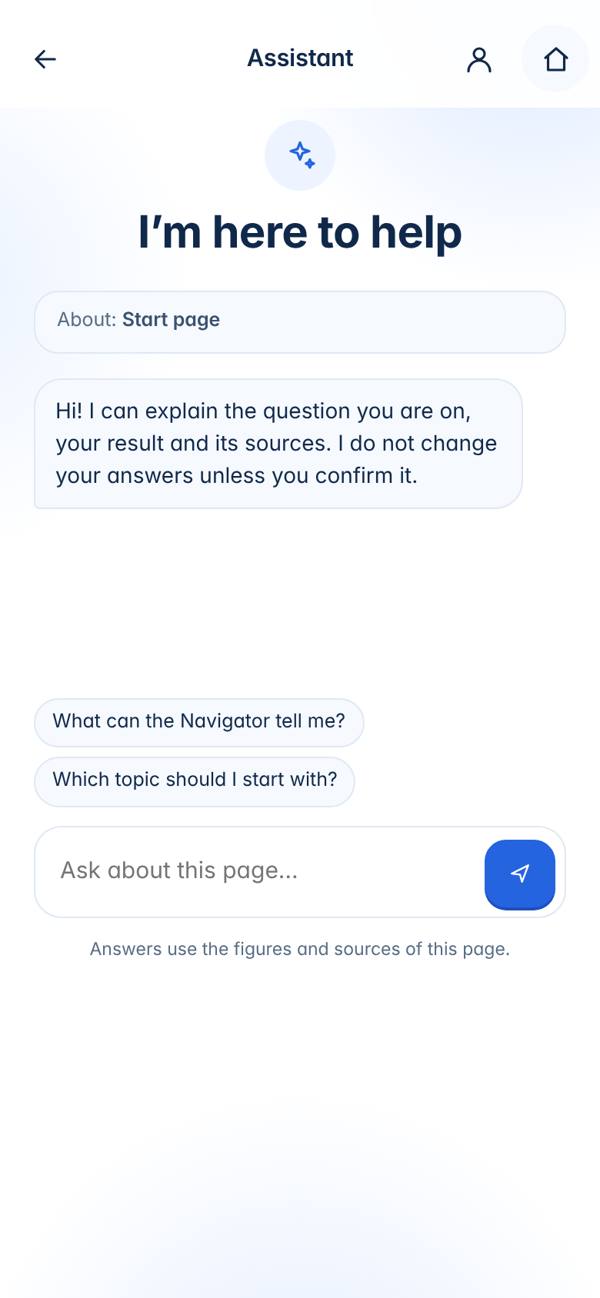 Assistant
I’m here to help
About: Start page
Hi! I can explain the question you are on,
your result and its sources. I do not change
your answers unless you confirm it.
What can the Navigator tell me?
Which topic should I start with?
Ask about this page...
Answers use the figures and sources of this page.